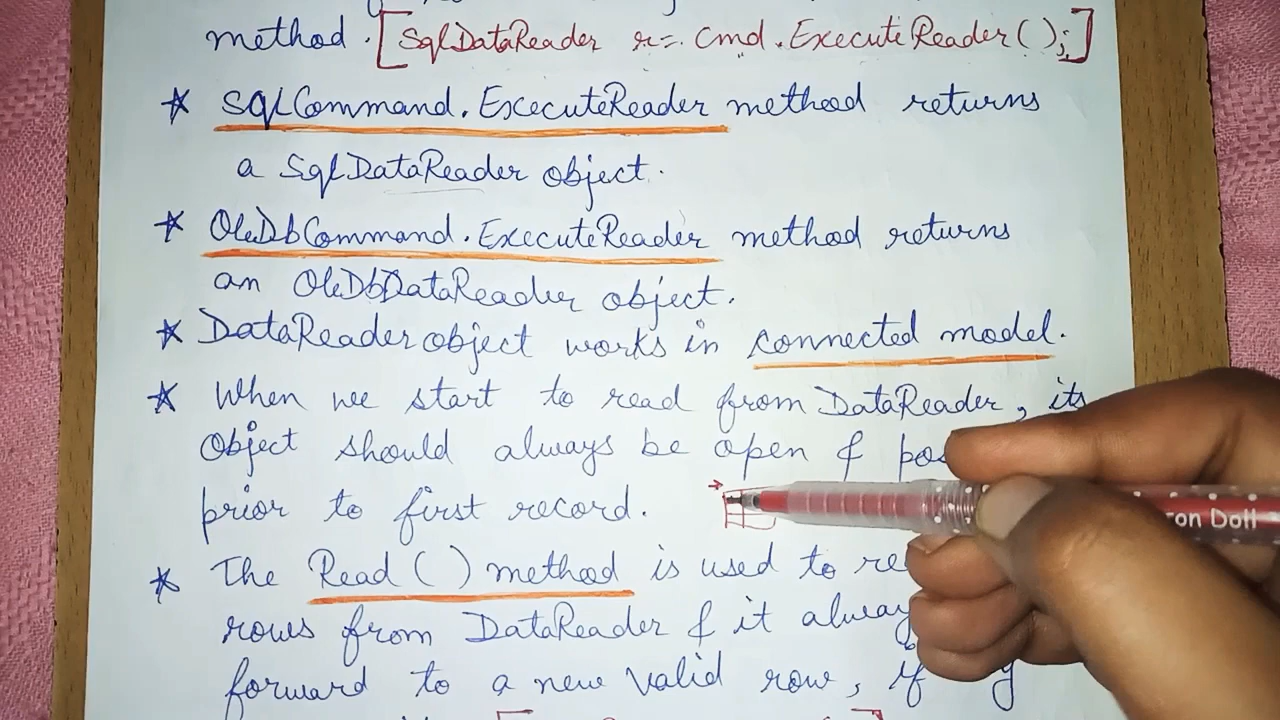 method. [SqlDataReader r = cmd.ExecuteReader();]
* SqlCommand.ExecuteReader method returns
a SqlDataReader object.
* OleDbCommand.ExecuteReader method returns
an OleDbDataReader object.
* DataReader object works in connected model.
* When we start to read from DataReader, its
object should always be open & 
prior to first record.
* The Read() method is used to
rows from DataReader & it
forward to a new valid row, if
ron Doll